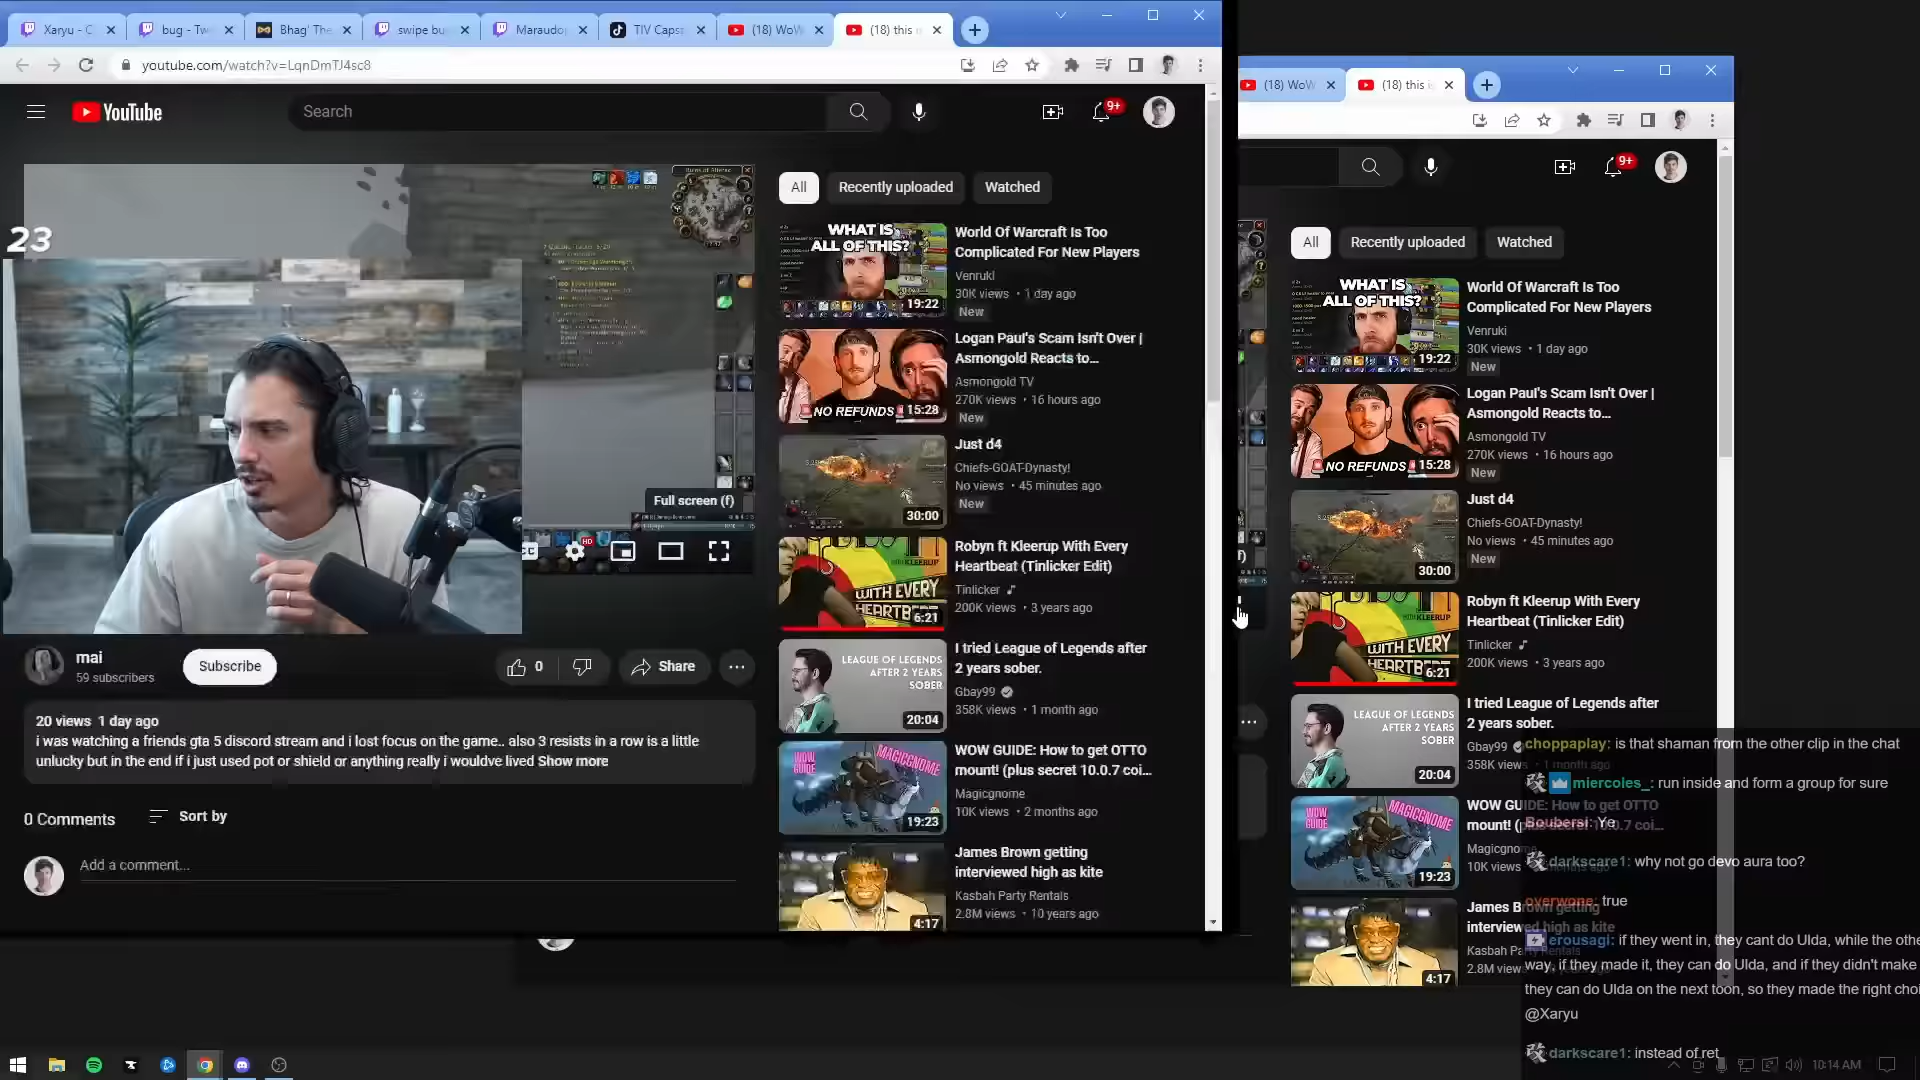 Xaryu - C
bug - Tw
Bhag' The
swipe bu
Maraudo
TIV Caps
(18) WoW
(18) this i
youtube.com/watch?v=LqnDmTJ4sc8
YouTube
Search
9+
23
WHAT IS
ALL OF THIS?
19:22
NO REFUNDS
15:28
30:00
WITH EVERY
HEARTBEAT
6:21
LEAGUE OF LEGENDS
AFTER 2 YEARS
SOBER
20:04
WOW
GUIDE
MAGICGNOME
19:23
4:17
Full screen (f)
HD
All
Recently uploaded
Watched
World Of Warcraft Is Too
Complicated For New Players
Venruki
30K views • 1 day ago
New
Logan Paul's Scam Isn't Over |
Asmongold Reacts to...
Asmongold TV
270K views • 16 hours ago
New
Just d4
Chiefs-GOAT-Dynasty!
No views • 45 minutes ago
New
Robyn ft Kleerup With Every
Heartbeat (Tinlicker Edit)
Tinlicker
200K views • 3 years ago
I tried League of Legends after
2 years sober.
Gbay99
358K views • 1 month ago
WOW GUIDE: How to get OTTO
mount! (plus secret 10.0.7 coi...
Magicgnome
10K views • 2 months ago
James Brown getting
interviewed high as kite
Kasbah Party Rentals
2.8M views • 10 years ago
mai
59 subscribers
Subscribe
0
Share
20 views 1 day ago
i was watching a friends gta 5 discord stream and i lost focus on the game.. also 3 resists in a row is a little
unlucky but in the end if i just used pot or shield or anything really i wouldve lived Show more
0 Comments
Sort by
Add a comment...
(18) WoW
(18) this i
9+
All
Recently uploaded
Watched
WHAT IS
ALL OF THIS?
19:22
World Of Warcraft Is Too
Complicated For New Players
Venruki
30K views • 1 day ago
New
NO REFUNDS
15:28
Logan Paul's Scam Isn't Over |
Asmongold Reacts to...
Asmongold TV
270K views • 16 hours ago
New
30:00
Just d4
Chiefs-GOAT-Dynasty!
No views • 45 minutes ago
New
WITH EVERY
HEARTBEAT
6:21
Robyn ft Kleerup With Every
Heartbeat (Tinlicker Edit)
Tinlicker
200K views • 3 years ago
LEAGUE OF LEGENDS
AFTER 2 YEARS
SOBER
20:04
I tried League of Legends after
2 years sober.
Gbay99
358K views • 1 month ago
WOW
GUIDE
MAGICGNOME
19:23
WOW GUIDE: How to get OTTO
mount! (plus secret 10.0.7 coi...
Magicgnome
10K views
4:17
James Brown getting
interviewed high as kite
Kasbah Party Rentals
2.8M views
choppaplay: is that shaman from the other clip in the chat
miercoles_: run inside and form a group for sure
Boubersi: Ye
darkscare1: why not go devo aura too?
overwone: true
erousagi: if they went in, they cant do Ulda, while the othe
way, if they made it, they can do Ulda, and if they didn't make
they can do Ulda on the next toon, so they made the right choi
@Xaryu
darkscare1: instead of ret
10:14 AM